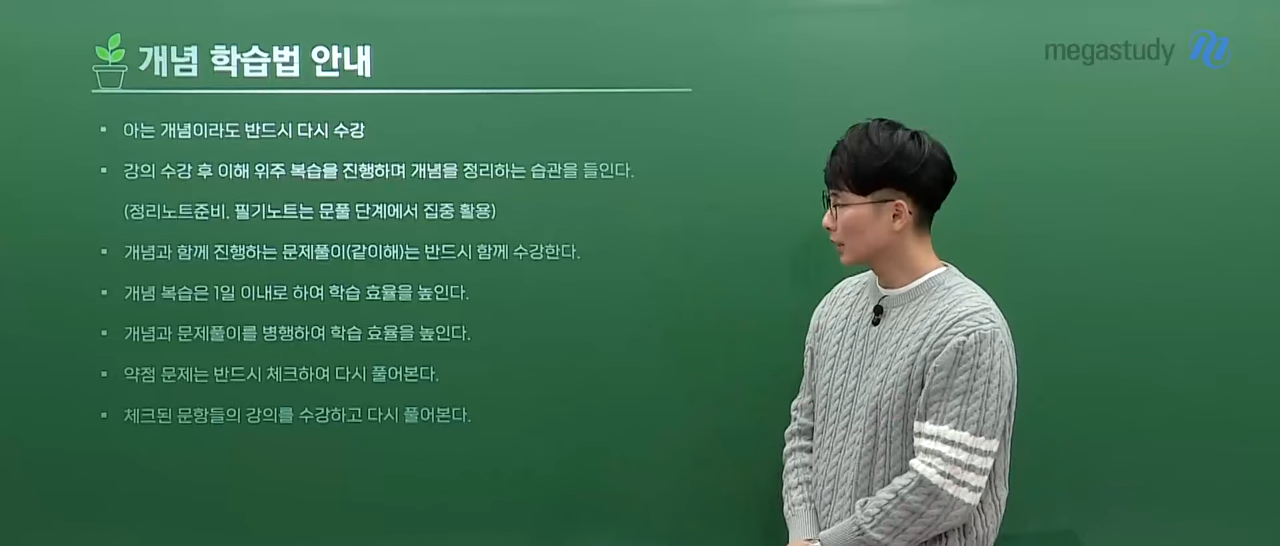 개념 학습법 안내
megastudy
아는 개념이라도 반드시 다시 수강
강의 수강 후 이해 위주 복습을 진행하며 개념을 정리하는 습관을 들인다.
(정리노트준비, 필기노트는 문풀 단계에서 집중 활용)
개념과 함께 진행하는 문제풀이(같이해)는 반드시 함께 수강한다.
개념 복습은 1일 이내로 하여 학습 효율을 높인다.
개념과 문제풀이를 병행하여 학습 효율을 높인다.
약점 문제는 반드시 체크하여 다시 풀어본다.
체크된 문항들의 강의를 수강하고 다시 풀어본다.